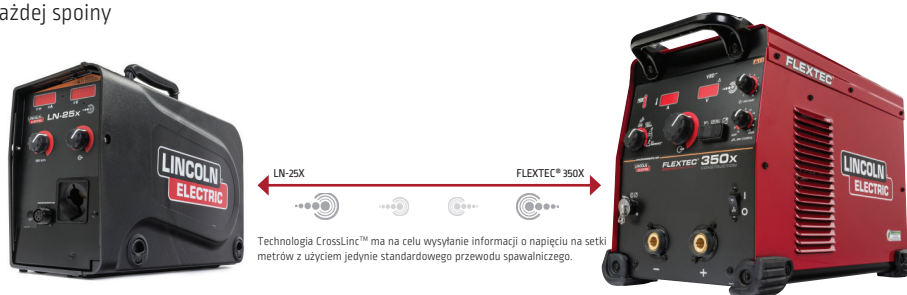 ażdej spoiny
LN-25X
FLEXTEC® 350X
Technologia CrossLinc™ ma na celu wysyłanie informacji o napięciu na setki
metrów z użyciem jedynie standardowego przewodu spawalniczego.
LN-25X
LINCOLN
ELECTRIC
FLEXTEC
FLEXTEC 350X
CONSTRUCTION
LINCOLN
ELECTRIC